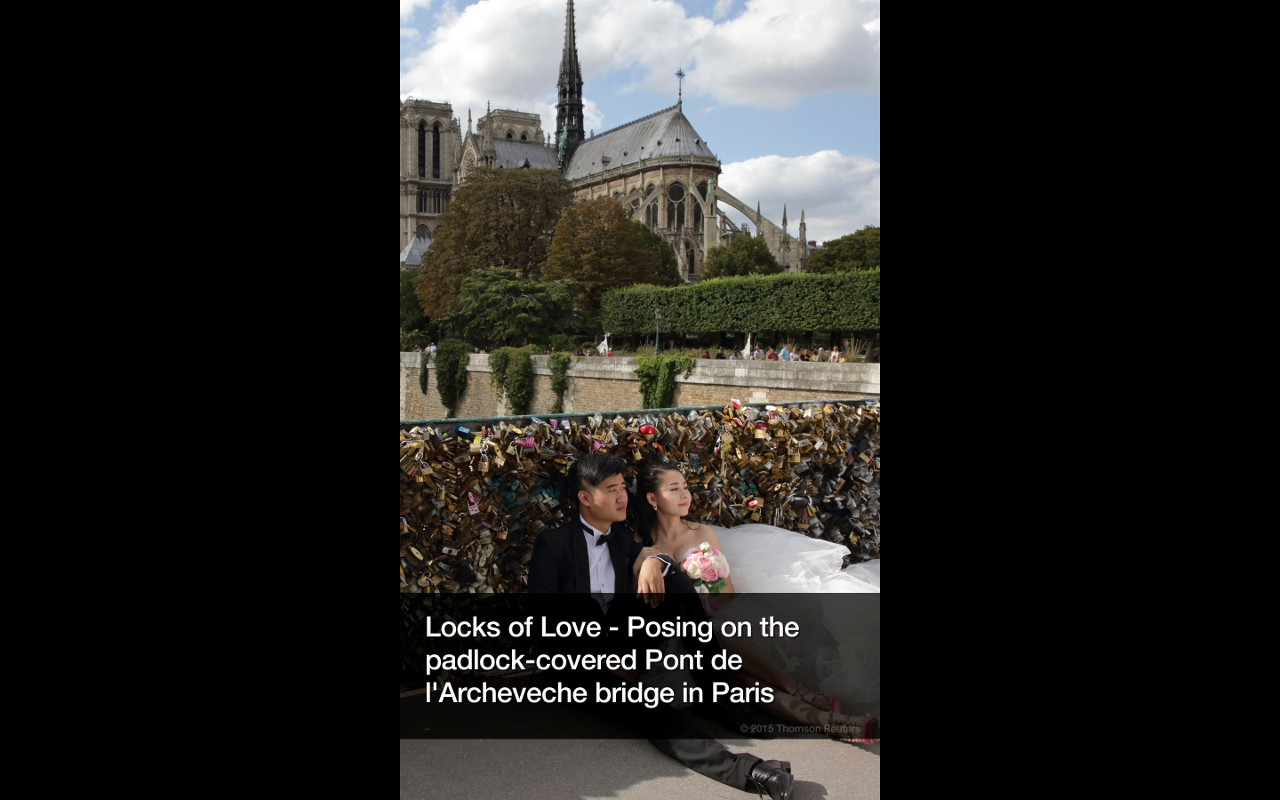 Locks of Love - Posing on the
padlock-covered Pont de
l'Archeveche bridge in Paris
© 2015 Thomson Reuters